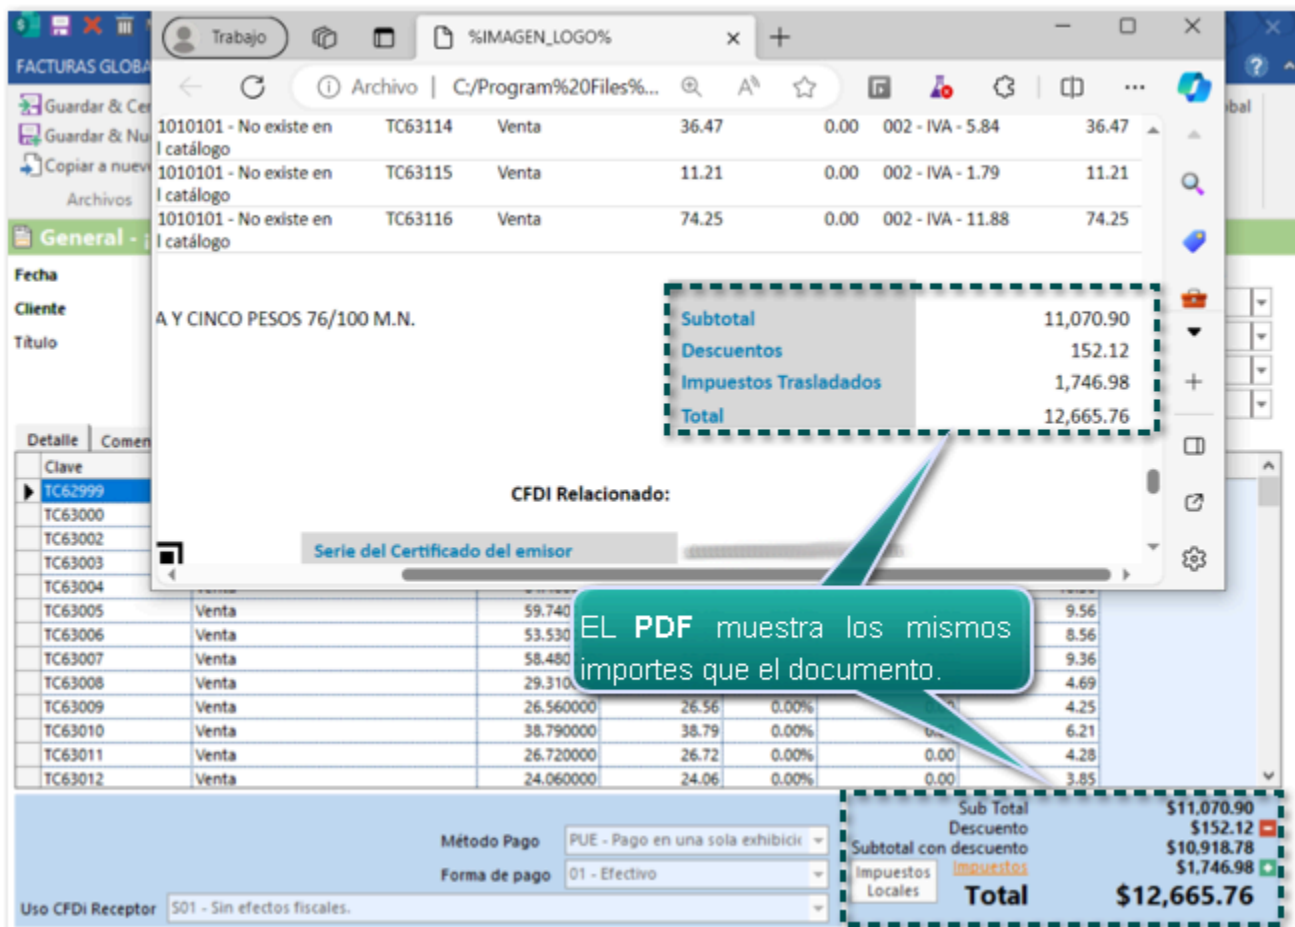 Trabajo
%IMAGEN_LOGO%
FACTURAS GLOBA
Archivo | C:/Program%20Files%...
Guardar & Cer
bal
Guardar & Nu
Copiar a nuev
Archivos
1010101 - No existe en TC63114 Venta 36.47 0.00 002 - IVA - 5.84 36.47
l catálogo
1010101 - No existe en TC63115 Venta 11.21 0.00 002 - IVA - 1.79 11.21
l catálogo
1010101 - No existe en TC63116 Venta 74.25 0.00 002 - IVA - 11.88 74.25
l catálogo
General - ¡
Fecha
Cliente
Título
A Y CINCO PESOS 76/100 M.N.
Subtotal 11,070.90
Descuentos 152.12
Impuestos Trasladados 1,746.98
Total 12,665.76
CFDI Relacionado:
Serie del Certificado del emisor
Detalle Comen
Clave
TC62999
TC63000
TC63002
TC63003
TC63004
TC63005 Venta 59.740 9.56
TC63006 Venta 53.530 8.56
TC63007 Venta 58.480 9.36
TC63008 Venta 29.310 4.69
TC63009 Venta 26.560000 26.56 0.00% 4.25
TC63010 Venta 38.790000 38.79 0.00% 6.21
TC63011 Venta 26.720000 26.72 0.00% 0.00 4.28
TC63012 Venta 24.060000 24.06 0.00% 0.00 3.85
EL PDF muestra los mismos
importes que el documento.
Método Pago PUE - Pago en una sola exhibici
Forma de pago 01 - Efectivo
Uso CFDi Receptor S01 - Sin efectos fiscales.
Sub Total $11,070.90
Descuento $152.12
Subtotal con descuento $10,918.78
Impuestos $1,746.98
Impuestos
Locales
Total $12,665.76